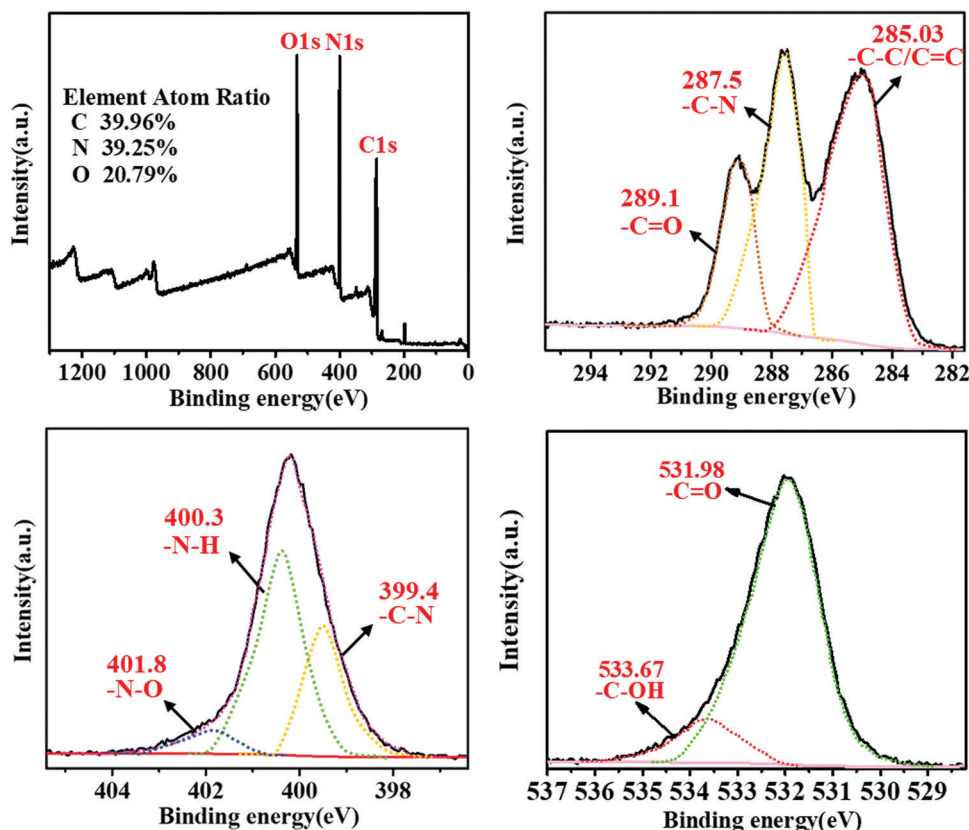 O1s N1s
Element Atom Ratio
C 39.96%
N 39.25%
O 20.79%
C1s
Intensity(a.u.)
1200 1000 800 600 400 200 0
Binding energy(eV)
285.03
-C-C/C=C
287.5
-C-N
289.1
-C=O
Intensity(a.u.)
294 292 290 288 286 284 282
Binding energy(eV)
400.3
-N-H
399.4
-C-N
401.8
-N-O
Intensity(a.u.)
404 402 400 398
Binding energy(eV)
531.98
-C=O
533.67
-C-OH
Intensity(a.u.)
537 536 535 534 533 532 531 530 529
Binding energy(eV)